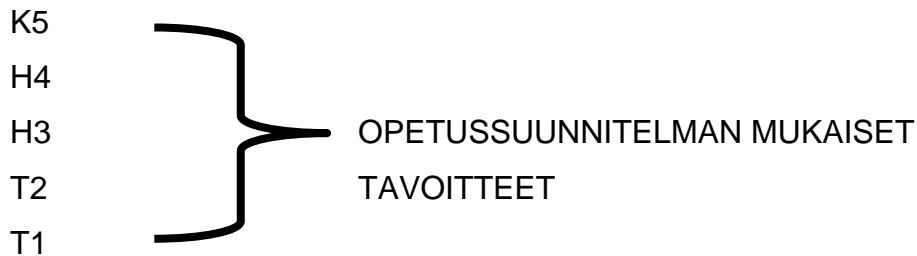 K5
H4
H3 OPETUSSUUNNITELMAN MUKAISET
T2 TAVOITTEET
T1